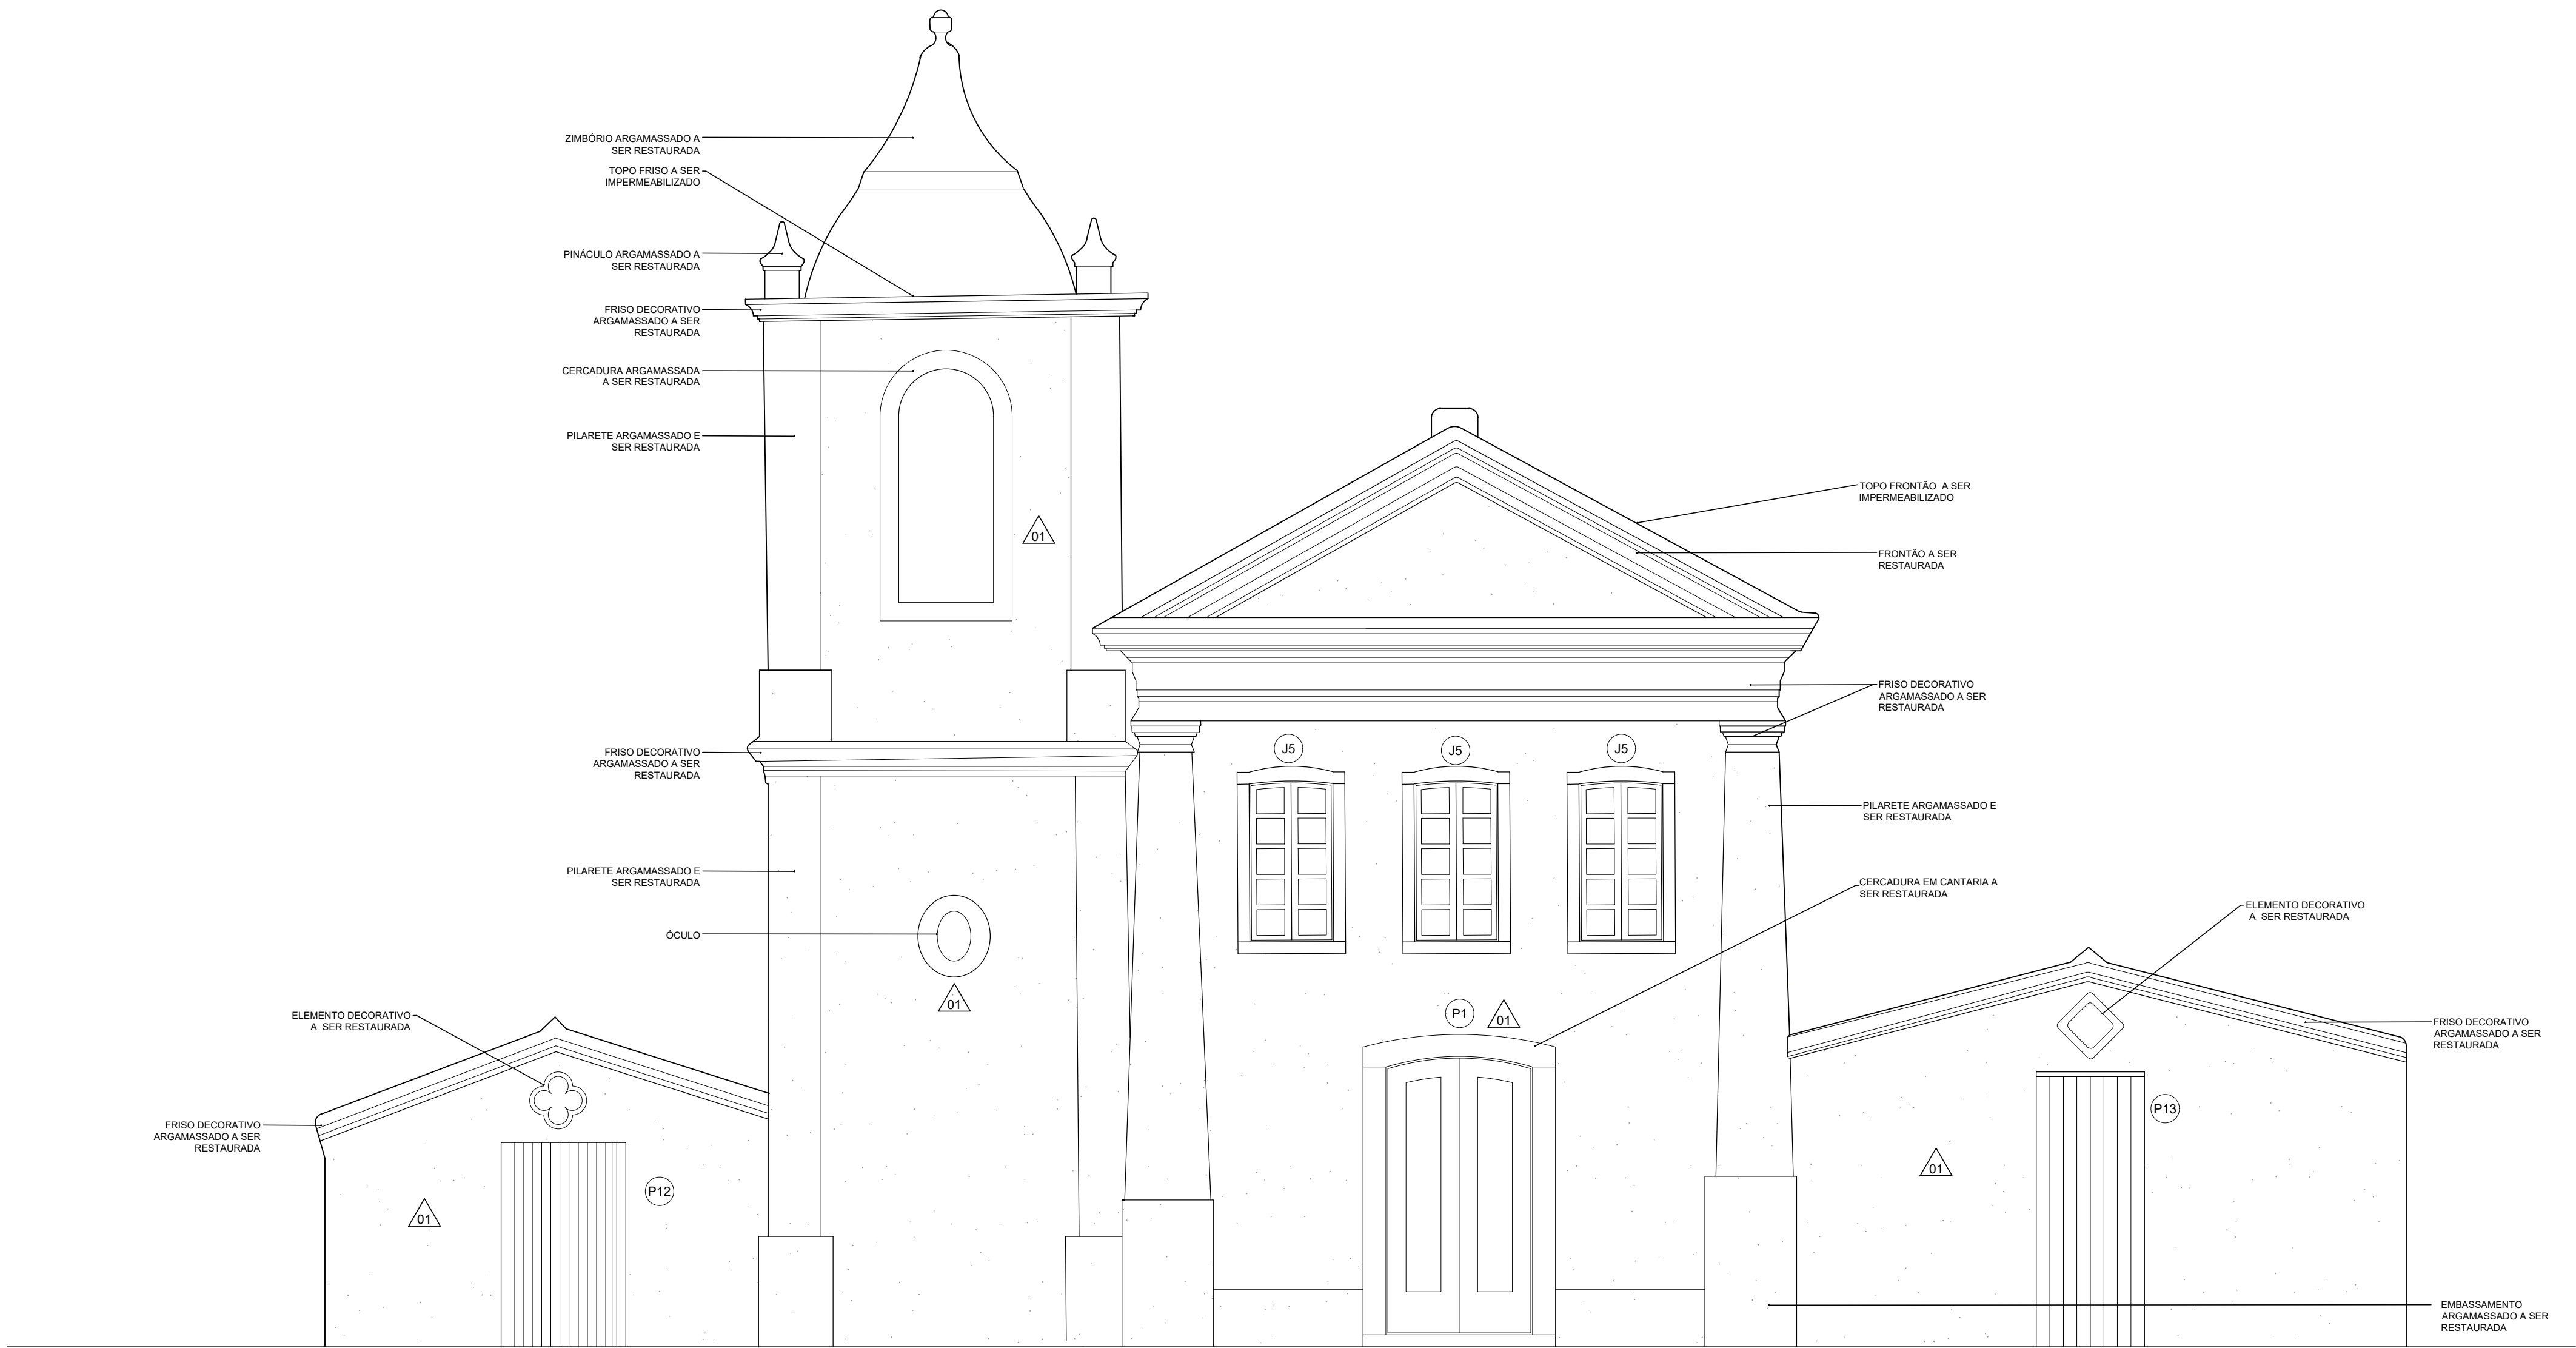 ZIMBÓRIO ARGAMASSADO A
SER RESTAURADA
TOPO FRISO A SER
IMPERMEABILIZADO
PINÁCULO ARGAMASSADO A
SER RESTAURADA
FRISO DECORATIVO
ARGAMASSADO A SER
RESTAURADA
CERCADURA ARGAMASSADA
A SER RESTAURADA
PILARETE ARGAMASSADO E
SER RESTAURADA
01
TOPO FRONTÃO A SER
IMPERMEABILIZADO
FRONTÃO A SER
RESTAURADA
FRISO DECORATIVO
ARGAMASSADO A SER
RESTAURADA
FRISO DECORATIVO
ARGAMASSADO A SER
RESTAURADA
J5
J5
J5
PILARETE ARGAMASSADO E
SER RESTAURADA
PILARETE ARGAMASSADO E
SER RESTAURADA
CERCADURA EM CANTARIA A
SER RESTAURADA
ÓCULO
01
ELEMENTO DECORATIVO
A SER RESTAURADA
ELEMENTO DECORATIVO
A SER RESTAURADA
P1
01
FRISO DECORATIVO
ARGAMASSADO A SER
RESTAURADA
FRISO DECORATIVO
ARGAMASSADO A SER
RESTAURADA
P13
01
P12
01
EMBASSAMENTO
ARGAMASSADO A SER
RESTAURADA